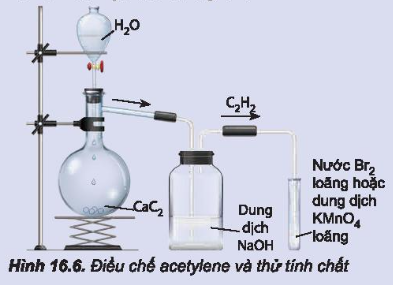 H₂O
C₂H₂
CaC₂
Dung
dịch
NaOH
Nước Br₂
loãng hoặc
dung dịch
KMnO₄
loãng
Hình 16.6. Điều chế acetylene và thử tính chất